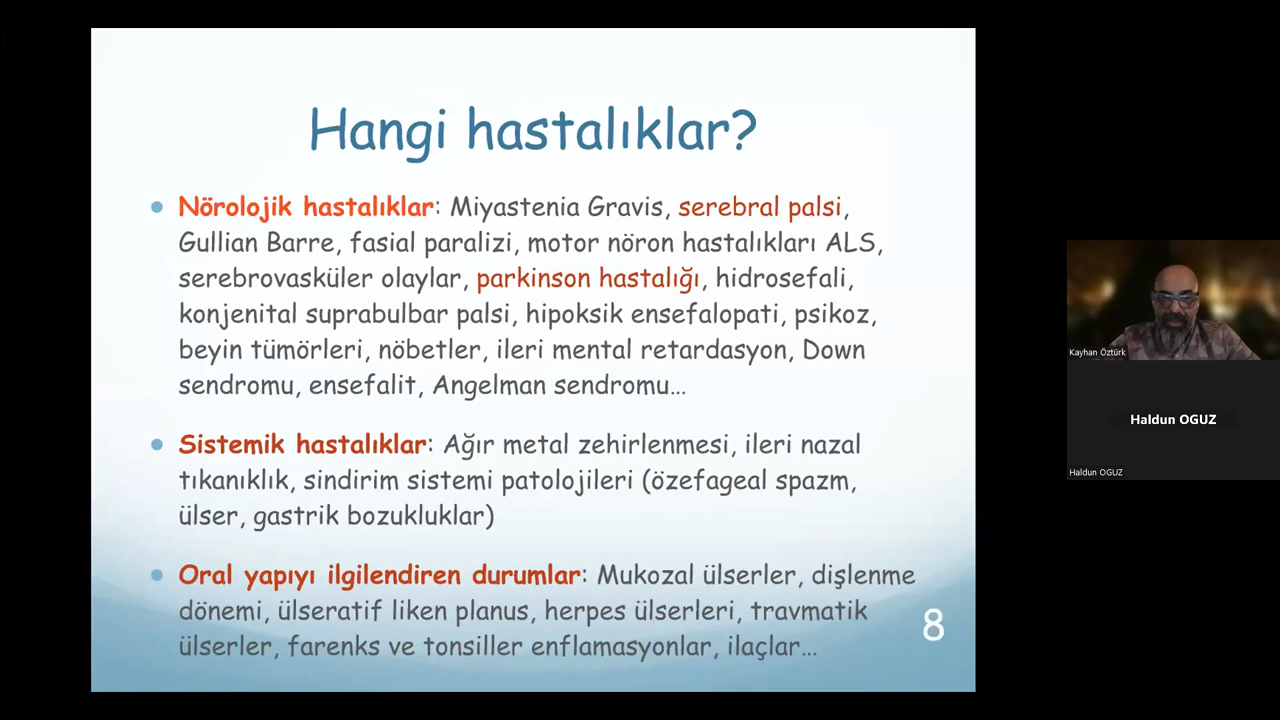 Hangi hastalıklar?
Nörolojik hastalıklar: Miyastenia Gravis, serebral palsi,
Gullian Barre, fasial paralizi, motor nöron hastalıkları ALS,
serebrovasküler olaylar, parkinson hastalığı, hidrosefali,
konjenital suprabulbar palsi, hipoksik ensefalopati, psikoz,
beyin tümörleri, nöbetler, ileri mental retardasyon, Down
sendromu, ensefalit, Angelman sendromu…
Sistemik hastalıklar: Ağır metal zehirlenmesi, ileri nazal
tıkanıklık, sindirim sistemi patolojileri (özefageal spazm,
ülser, gastrik bozukluklar)
Oral yapıyı ilgilendiren durumlar: Mukozal ülserler, dişlenme
dönemi, ülseratif liken planus, herpes ülserleri, travmatik
ülserler, farenks ve tonsiller enflamasyonlar, ilaçlar…
8
Kayhan Öztürk
Haldun OGUZ
Haldun OGUZ